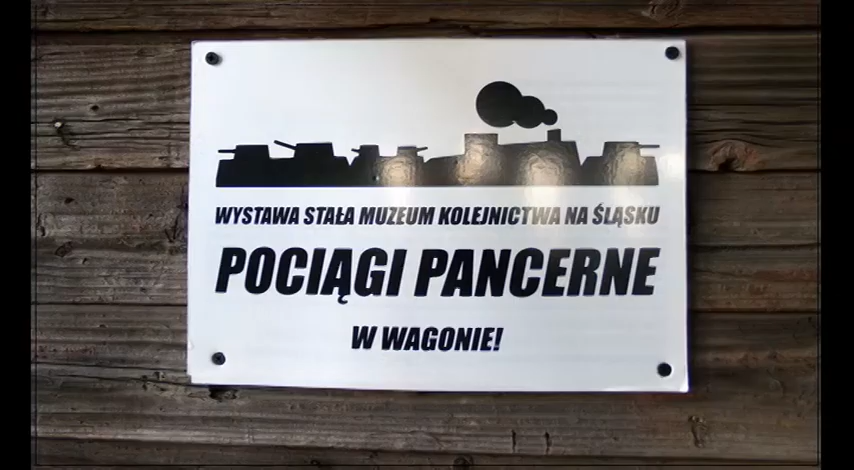 WYSTAWA STAŁA MUZEUM KOLEJNICTWA NA ŚLĄSKU
POCIĄGI PANCERNE
W WAGONIE!